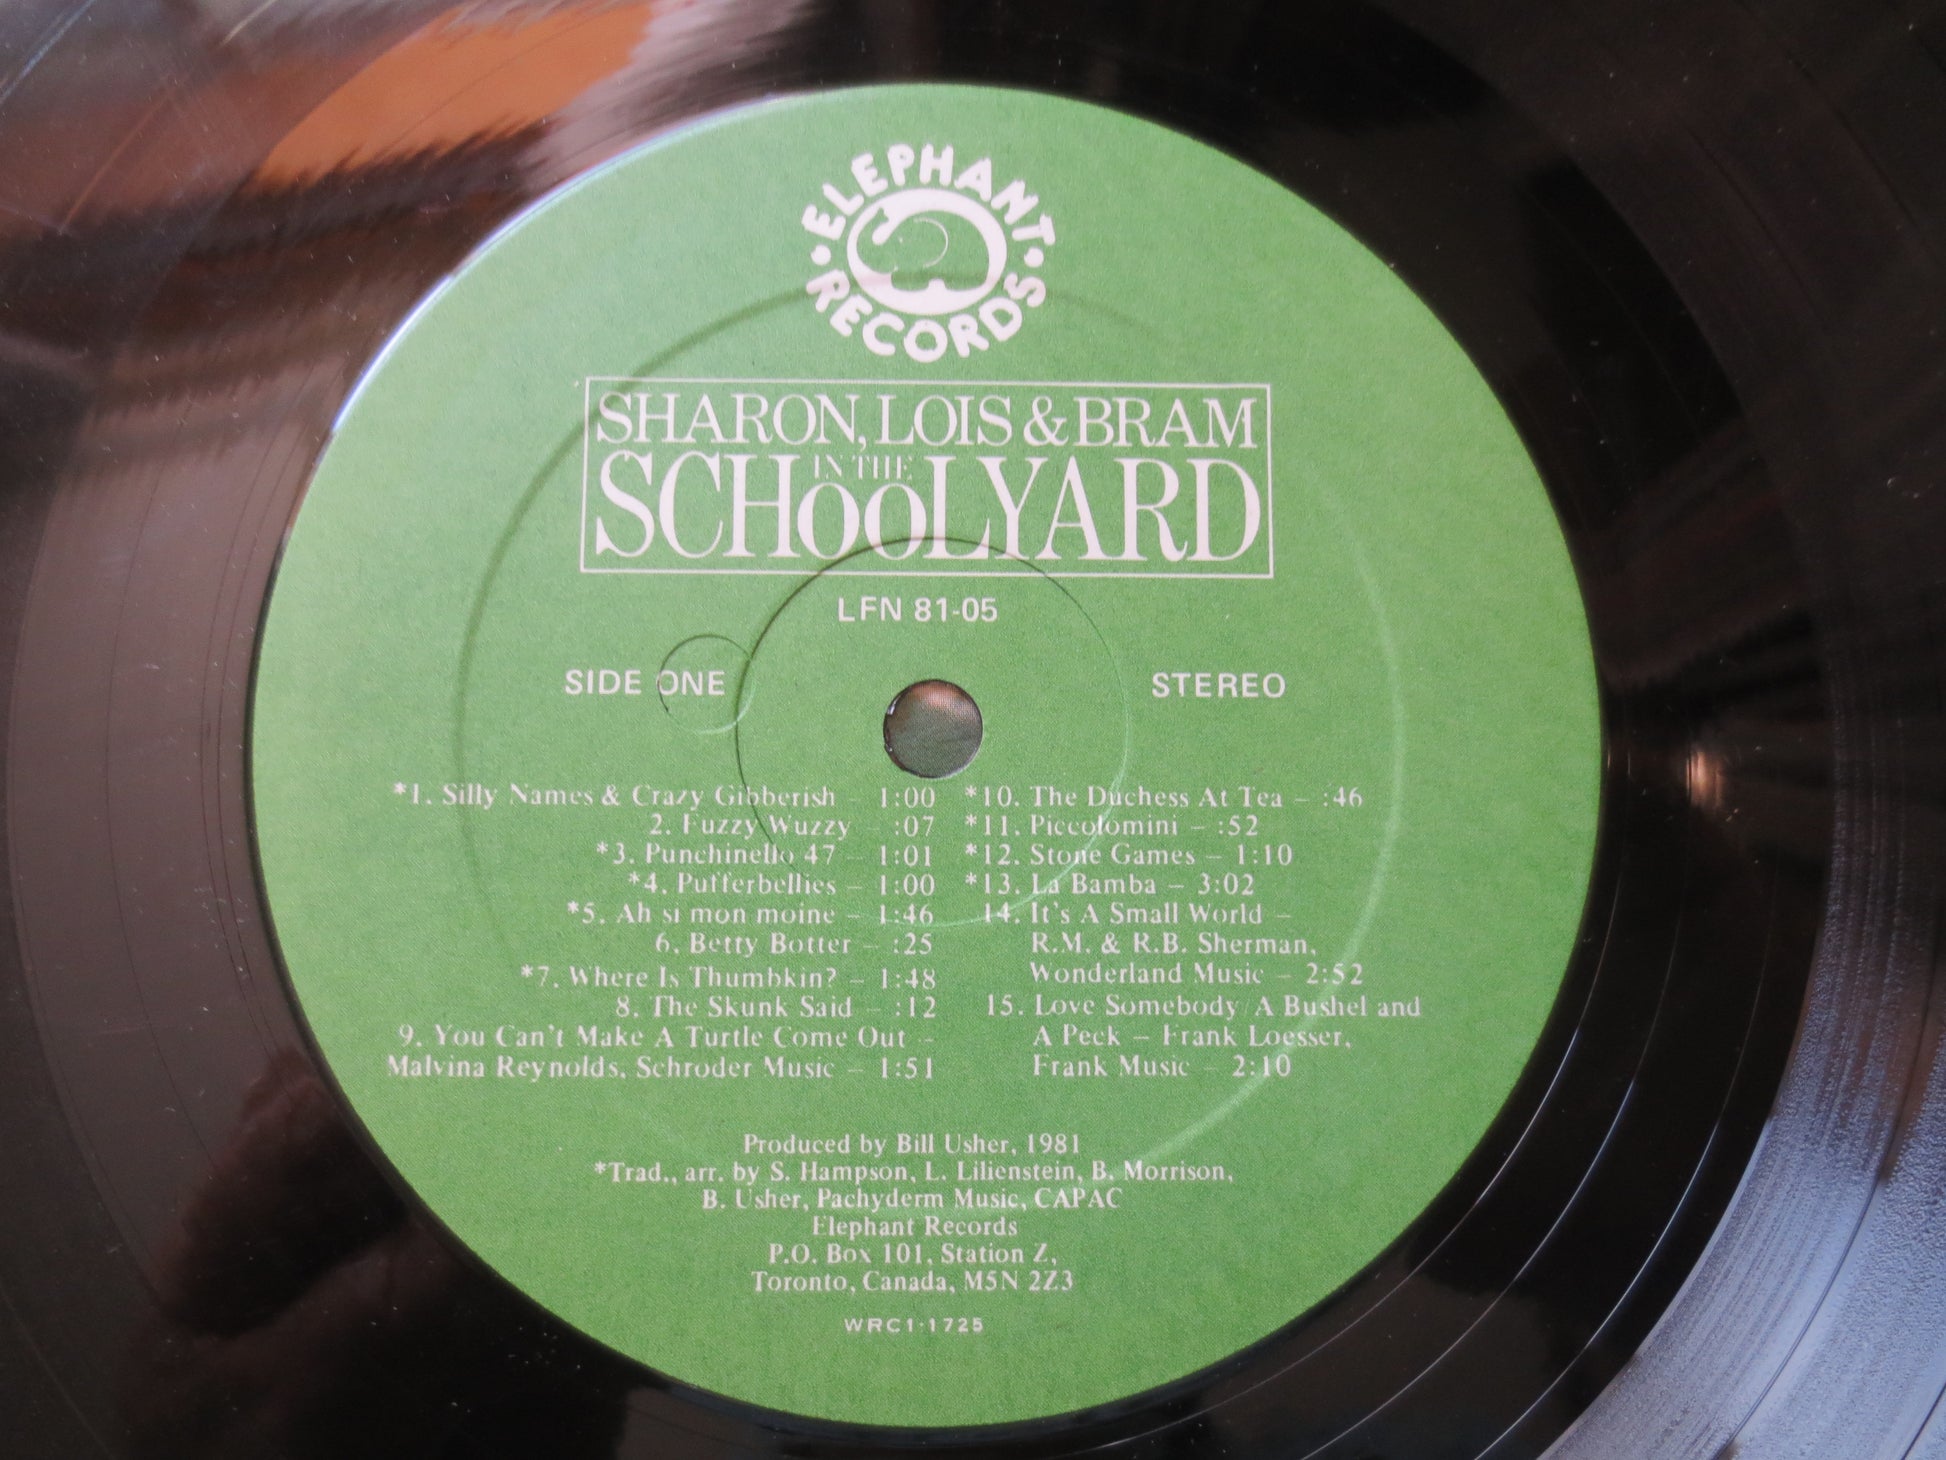 ELEPHANT
RECORDS
SHARON, LOIS & BRAM
IN THE
SCHOOLYARD
LFN 81-05
SIDE ONE
STEREO
*1. Silly Names & Crazy Gibberish – 1:00
2. Fuzzy Wuzzy – :07
*3. Punchinello 47 – 1:01
*4. Pufferbellies – 1:00
*5. Ah si mon moine – 1:46
6. Betty Botter – :25
*7. Where Is Thumbkin? – 1:48
8. The Skunk Said – :12
9. You Can't Make A Turtle Come Out –
Malvina Reynolds, Schroder Music – 1:51
*10. The Duchess At Tea – :46
*11. Piccolomini – :52
*12. Stone Games – 1:10
*13. La Bamba – 3:02
14. It's A Small World –
R.M. & R.B. Sherman,
Wonderland Music – 2:52
15. Love Somebody/A Bushel and
A Peck – Frank Loesser,
Frank Music – 2:10
Produced by Bill Usher, 1981
*Trad., arr. by S. Hampson, L. Lilienstein, B. Morrison,
B. Usher, Pachyderm Music, CAPAC
Elephant Records
P.O. Box 101, Station Z,
Toronto, Canada, M5N 2Z3
WRC1-1725